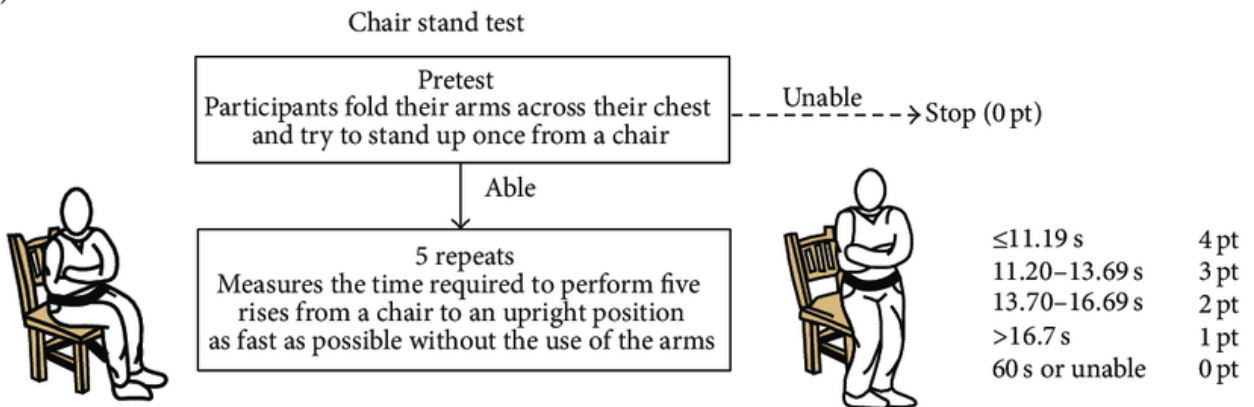 Chair stand test
Pretest
Participants fold their arms across their chest
and try to stand up once from a chair
Unable
Stop (0 pt)
Able
5 repeats
Measures the time required to perform five
rises from a chair to an upright position
as fast as possible without the use of the arms
≤11.19 s 4 pt
11.20–13.69 s 3 pt
13.70–16.69 s 2 pt
>16.7 s 1 pt
60 s or unable 0 pt